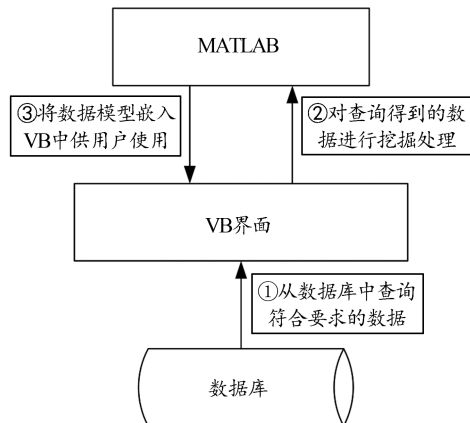 MATLAB
③将数据模型嵌入
VB中供用户使用
②对查询得到的数
据进行挖掘处理
VB界面
①从数据库中查询
符合要求的数据
数据库